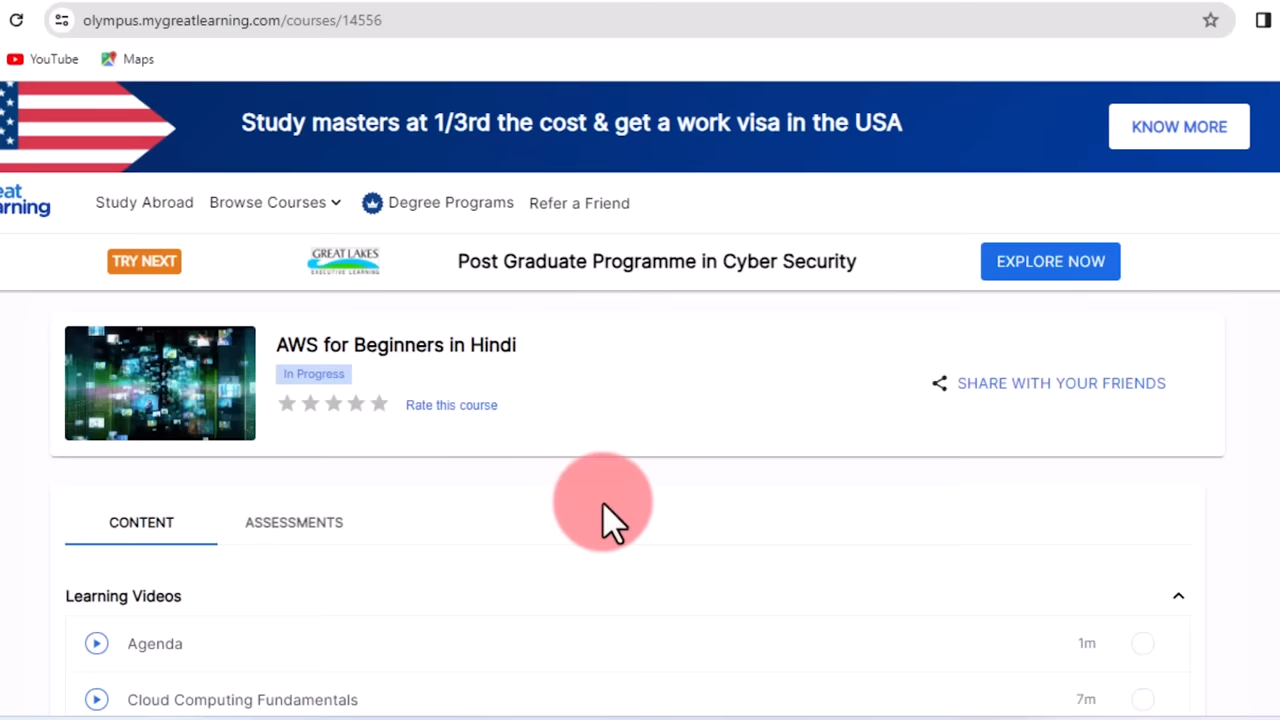 olympus.mygreatlearning.com/courses/14556
YouTube Maps
Study masters at 1/3rd the cost & get a work visa in the USA
KNOW MORE
eat
arning
Study Abroad Browse Courses Degree Programs Refer a Friend
TRY NEXT
GREAT LAKES
EXECUTIVE LEARNING
Post Graduate Programme in Cyber Security
EXPLORE NOW
AWS for Beginners in Hindi
In Progress
Rate this course
SHARE WITH YOUR FRIENDS
CONTENT ASSESSMENTS
Learning Videos
Agenda 1m
Cloud Computing Fundamentals 7m